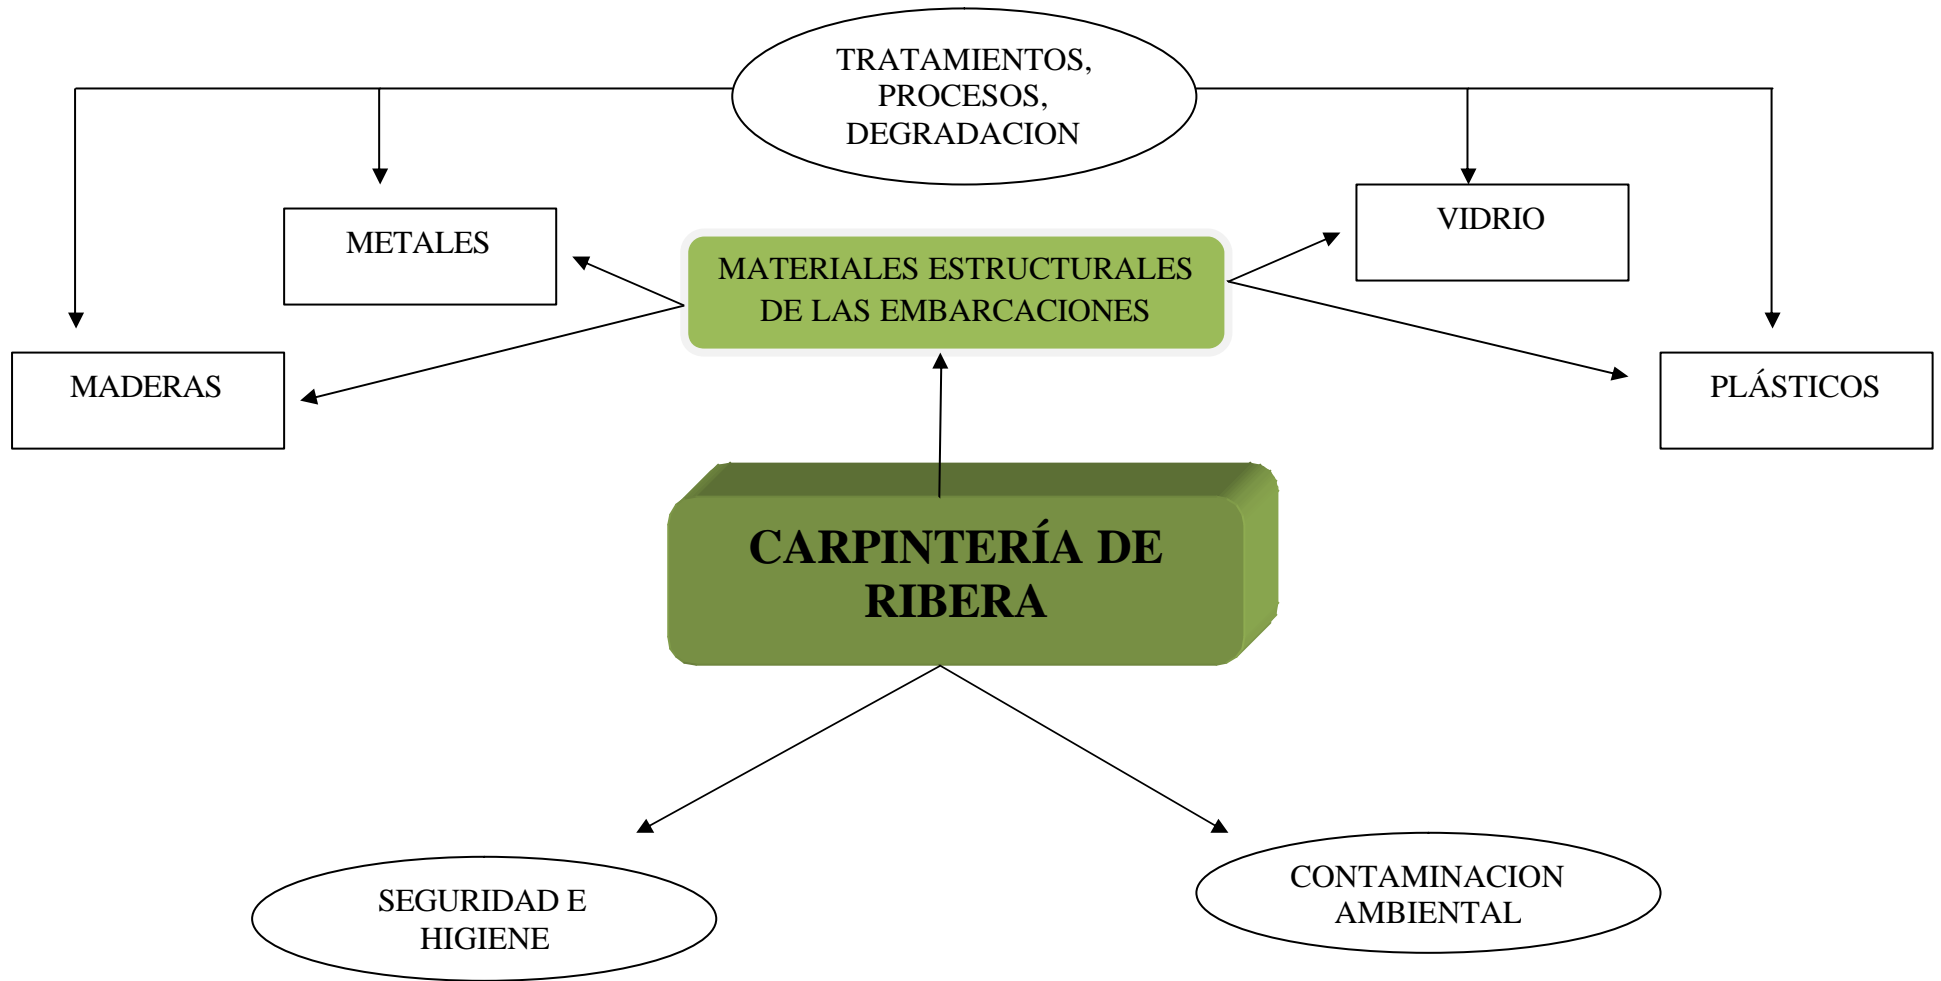 TRATAMIENTOS,
PROCESOS,
DEGRADACION
METALES
VIDRIO
MATERIALES ESTRUCTURALES
DE LAS EMBARCACIONES
MADERAS
PLÁSTICOS
CARPINTERÍA DE
RIBERA
SEGURIDAD E
HIGIENE
CONTAMINACION
AMBIENTAL